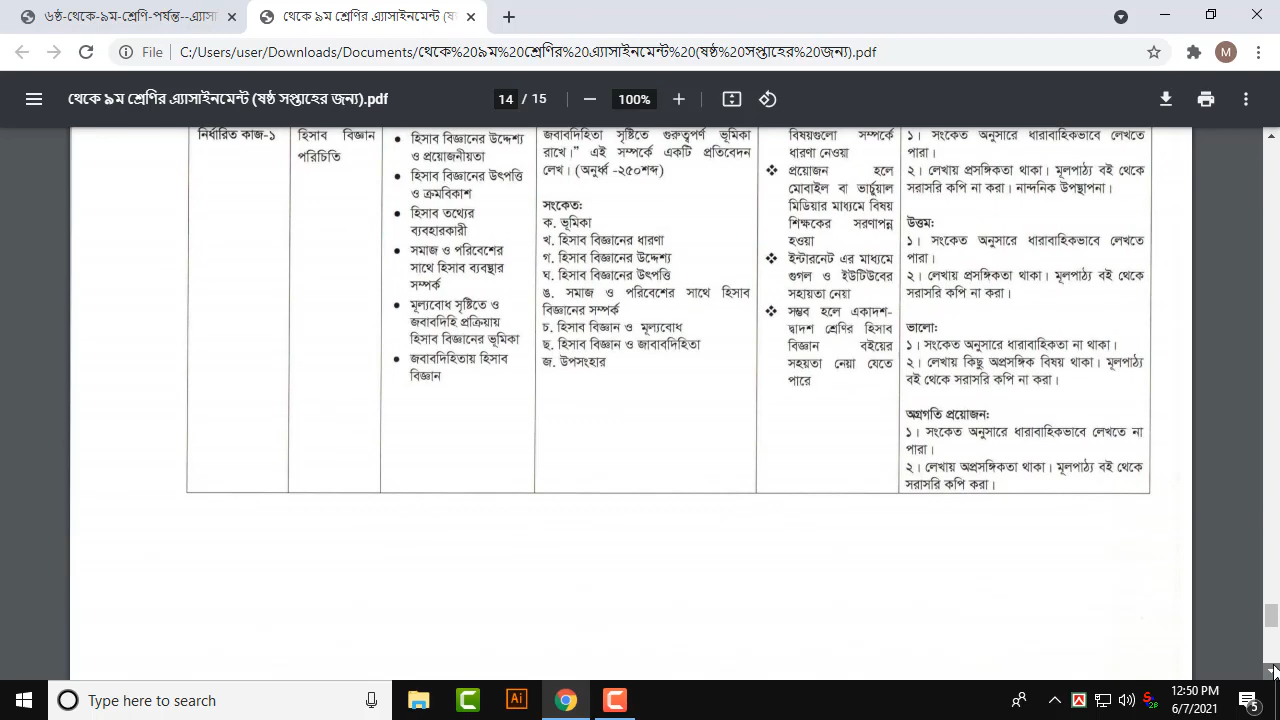 ৬ষ্ঠ-থেকে-৯ম-শ্রেণি-পর্যন্ত--এ্যাসা
থেকে ৯ম শ্রেণির এ্যাসাইনমেন্ট (ষ
File
C:/Users/user/Downloads/Documents/থেকে%20৯ম%20শ্রেণির%20এ্যাসাইনমেন্ট%20(ষষ্ঠ%20সপ্তাহের%20জন্য).pdf
M
থেকে ৯ম শ্রেণির এ্যাসাইনমেন্ট (ষষ্ঠ সপ্তাহের জন্য).pdf
14 / 15
100%
নির্ধারিত কাজ-১
হিসাব বিজ্ঞান
পরিচিতি
হিসাব বিজ্ঞানের উদ্দেশ্য
ও প্রয়োজনীয়তা
হিসাব বিজ্ঞানের উৎপত্তি
ও ক্রমবিকাশ
হিসাব তথ্যের
ব্যবহারকারী
সমাজ ও পরিবেশের
সাথে হিসাব ব্যবস্থার
সম্পর্ক
মূল্যবোধ সৃষ্টিতে ও
জবাবদিহি প্রক্রিয়ায়
হিসাব বিজ্ঞানের ভূমিকা
জবাবদিহিতায় হিসাব
বিজ্ঞান
জবাবদিহিতা সৃষ্টিতে গুরুত্বপর্ণ ভূমিকা
রাখে।” এই সম্পর্কে একটি প্রতিবেদন
লেখ। (অনুর্ধ্ব -২৫০শব্দ)
সংকেত:
ক. ভূমিকা
খ. হিসাব বিজ্ঞানের ধারণা
গ. হিসাব বিজ্ঞানের উদ্দেশ্য
ঘ. হিসাব বিজ্ঞানের উৎপত্তি
ঙ. সমাজ ও পরিবেশের সাথে হিসাব
বিজ্ঞানের সম্পর্ক
চ. হিসাব বিজ্ঞান ও মূল্যবোধ
ছ. হিসাব বিজ্ঞান ও জাবাবদিহিতা
জ. উপসংহার
বিষয়গুলো সম্পর্কে
ধারণা নেওয়া
প্রয়োজন হলে
মোবাইল বা ভার্চুয়াল
মিডিয়ার মাধ্যমে বিষয়
শিক্ষকের সরণাপন্ন
হওয়া
ইন্টারনেট এর মাধ্যমে
গুগল ও ইউটিউবের
সহায়তা নেয়া
সম্ভব হলে একাদশ-
দ্বাদশ শ্রেণির হিসাব
বিজ্ঞান বইয়ের
সহয়তা নেয়া যেতে
পারে
১। সংকেত অনুসারে ধারাবাহিকভাবে লেখতে
পারা।
২। লেখায় প্রসঙ্গিকতা থাকা। মূলপাঠ্য বই থেকে
সরাসরি কপি না করা। নান্দনিক উপস্থাপনা।
উত্তম:
১। সংকেত অনুসারে ধারাবাহিকভাবে লেখতে
পারা।
২। লেখায় প্রসঙ্গিকতা থাকা। মূলপাঠ্য বই থেকে
সরাসরি কপি না করা।
ভালো:
১। সংকেত অনুসারে ধারাবাহিকতা না থাকা।
২। লেখায় কিছু অপ্রসঙ্গিক বিষয় থাকা। মূলপাঠ্য
বই থেকে সরাসরি কপি না করা।
অগ্রগতি প্রয়োজন:
১। সংকেত অনুসারে ধারাবাহিকভাবে লেখতে না
পারা।
২। লেখায় অপ্রসঙ্গিকতা থাকা। মূলপাঠ্য বই থেকে
সরাসরি কপি করা।
Type here to search
Ai
12:50 PM
6/7/2021
5